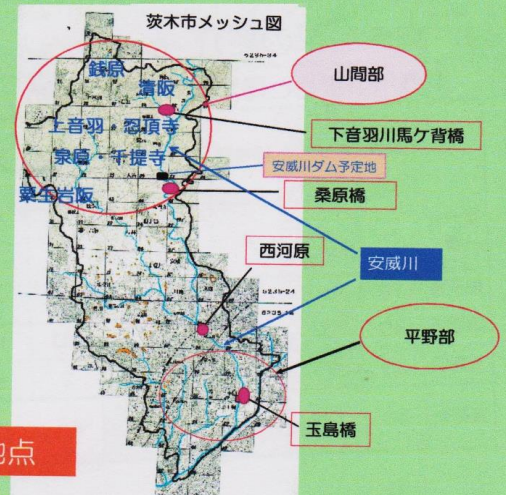 茨木市メッシュ図
銭原
清阪
山間部
上音羽
忍頂寺
下音羽川馬ケ背橋
泉原・千提寺
安威川ダム予定地
粟生岩阪
桑原橋
西河原
安威川
平野部
玉島橋
地点